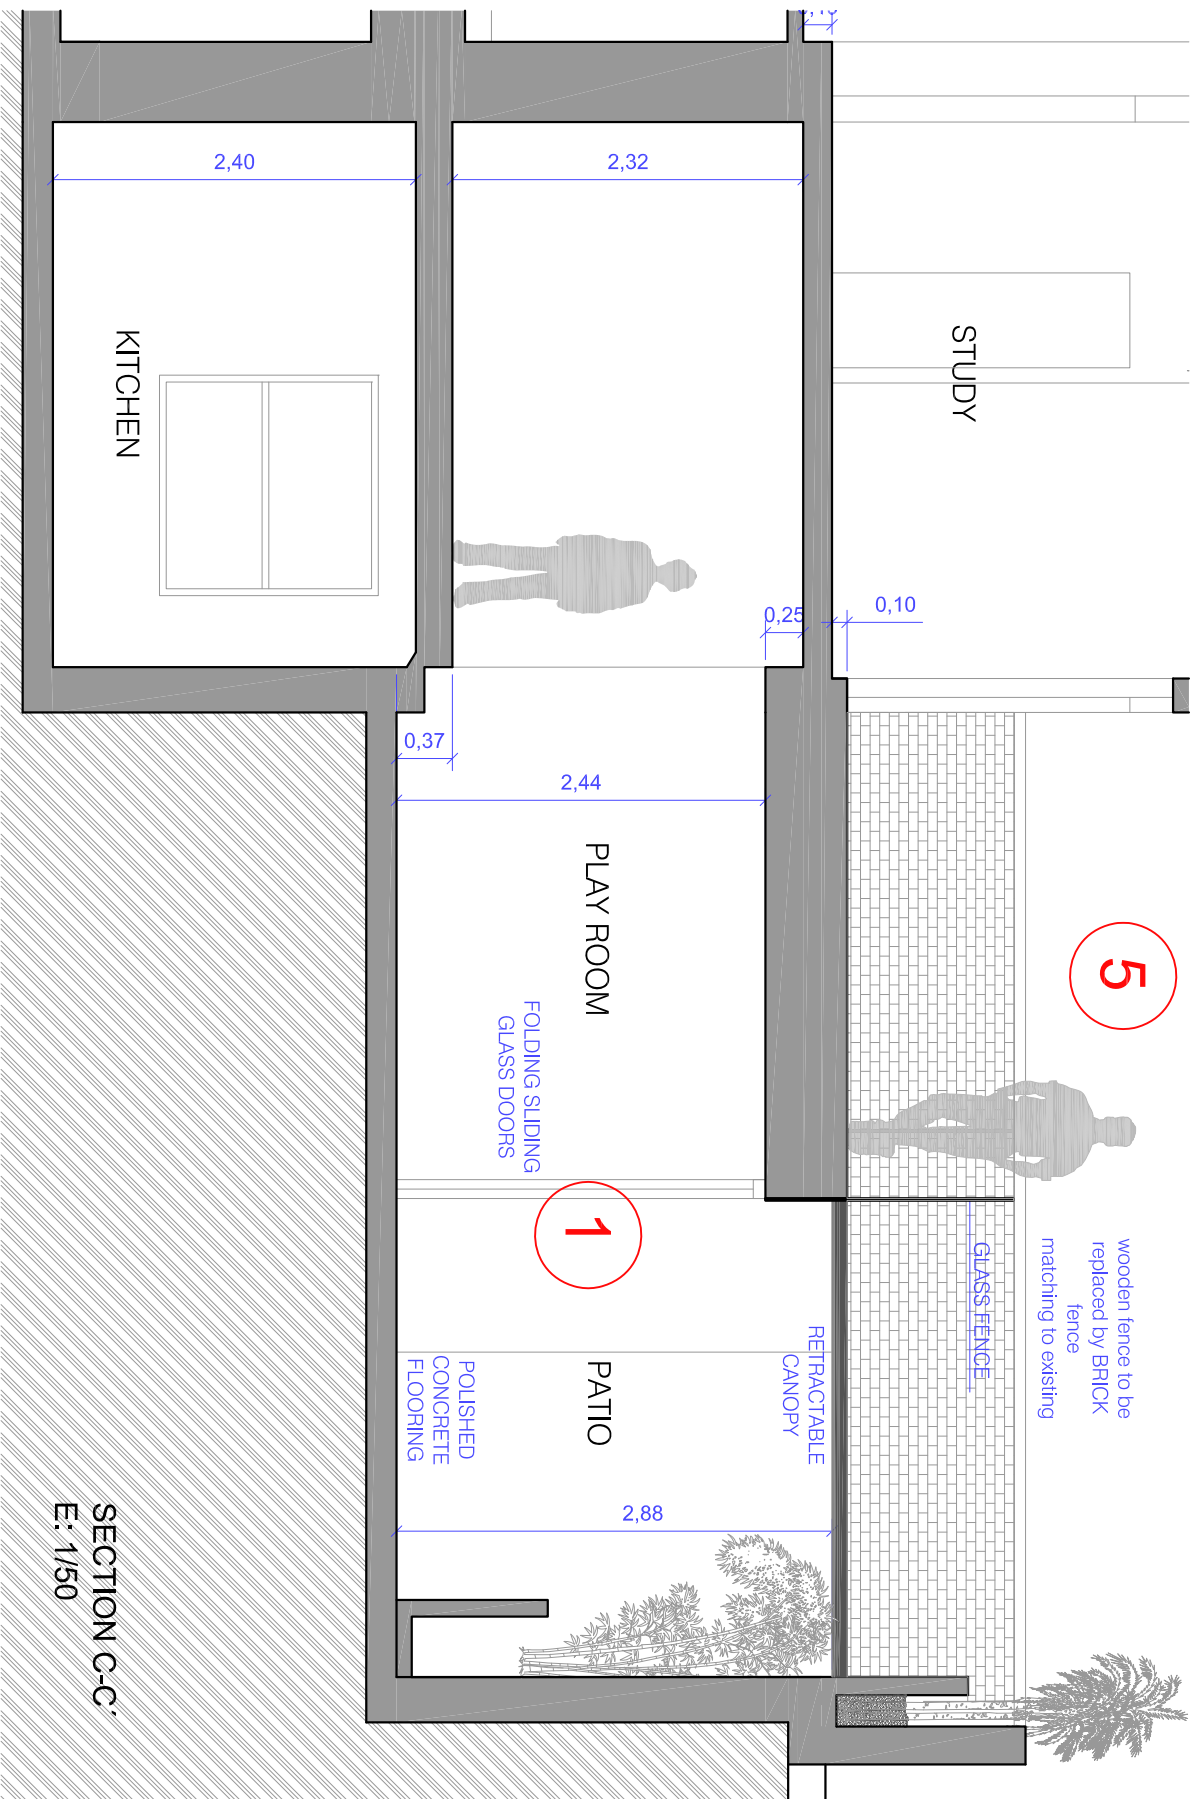 STUDY
5
wooden fence to be
replaced by BRICK
fence
matching to existing
GLASS FENCE
0,10
0,25
2,32
2,40
KITCHEN
0,37
2,44
PLAY ROOM
FOLDING SLIDING
GLASS DOORS
1
RETRACTABLE
CANOPY
PATIO
POLISHED
CONCRETE
FLOORING
2,88
SECTION C-C'
E: 1/50